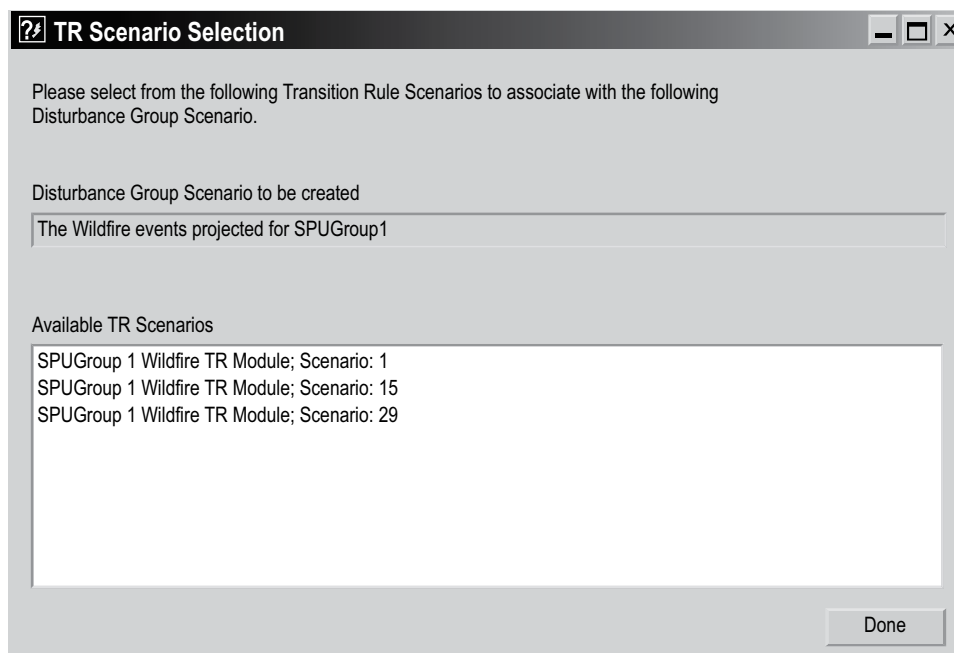 TR Scenario Selection
Please select from the following Transition Rule Scenarios to associate with the following
Disturbance Group Scenario.
Disturbance Group Scenario to be created
The Wildfire events projected for SPUGroup1
Available TR Scenarios
SPUGroup 1 Wildfire TR Module; Scenario: 1
SPUGroup 1 Wildfire TR Module; Scenario: 15
SPUGroup 1 Wildfire TR Module; Scenario: 29
Done